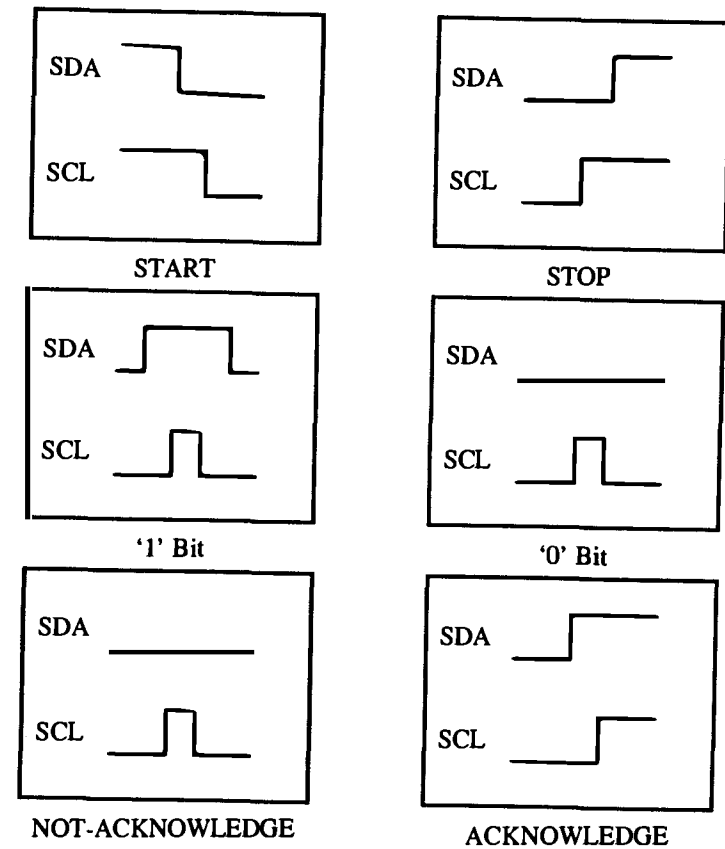 SDA
SCL
START
SDA
SCL
STOP
SDA
SCL
'1' Bit
SDA
SCL
'0' Bit
SDA
SCL
NOT-ACKNOWLEDGE
SDA
SCL
ACKNOWLEDGE